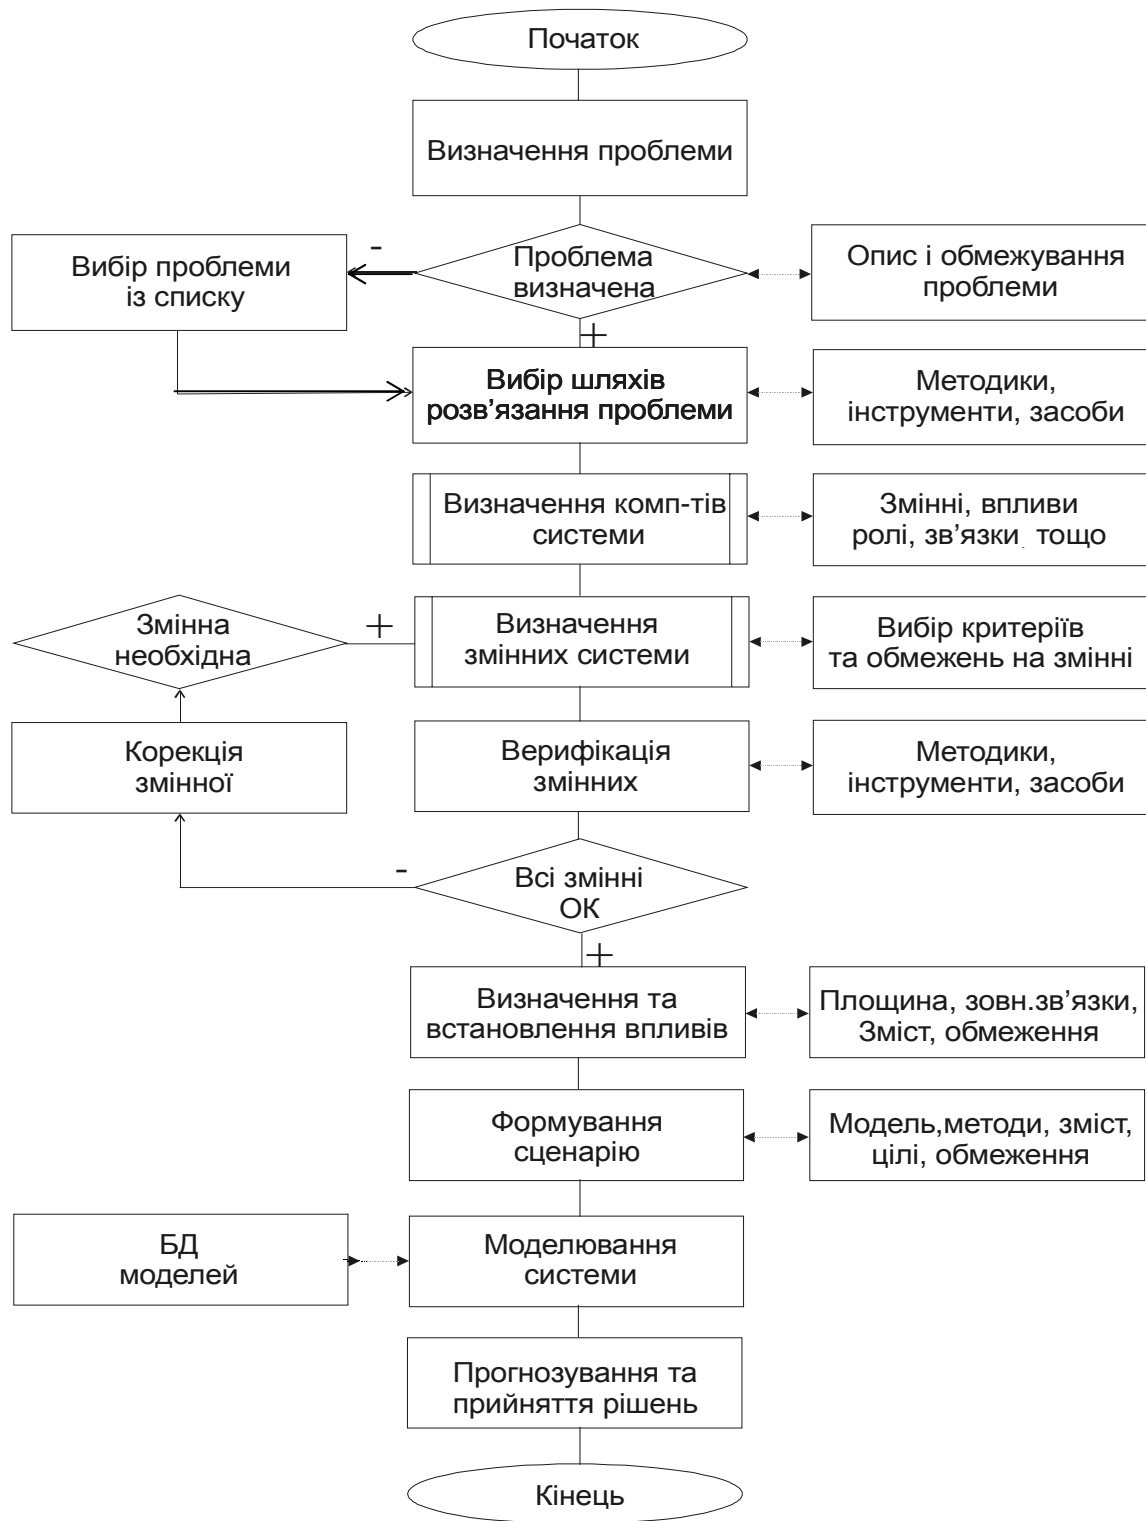 Початок
Визначення проблеми
-
Вибір проблеми
із списку
Проблема
визначена
Опис і обмежування
проблеми
+
Вибір шляхів
розв’язання проблеми
Методики,
інструменти, засоби
Визначення комп-тів
системи
Змінні, впливи
ролі, зв’язки тощо
Змінна
необхідна
+
Визначення
змінних системи
Вибір критеріїв
та обмежень на змінні
Корекція
змінної
Верифікація
змінних
Методики,
інструменти, засоби
-
Всі змінні
ОК
+
Визначення та
встановлення впливів
Площина, зовн.зв’язки,
Зміст, обмеження
Формування
сценарію
Модель,методи, зміст,
цілі, обмеження
БД
моделей
Моделювання
системи
Прогнозування та
прийняття рішень
Кінець